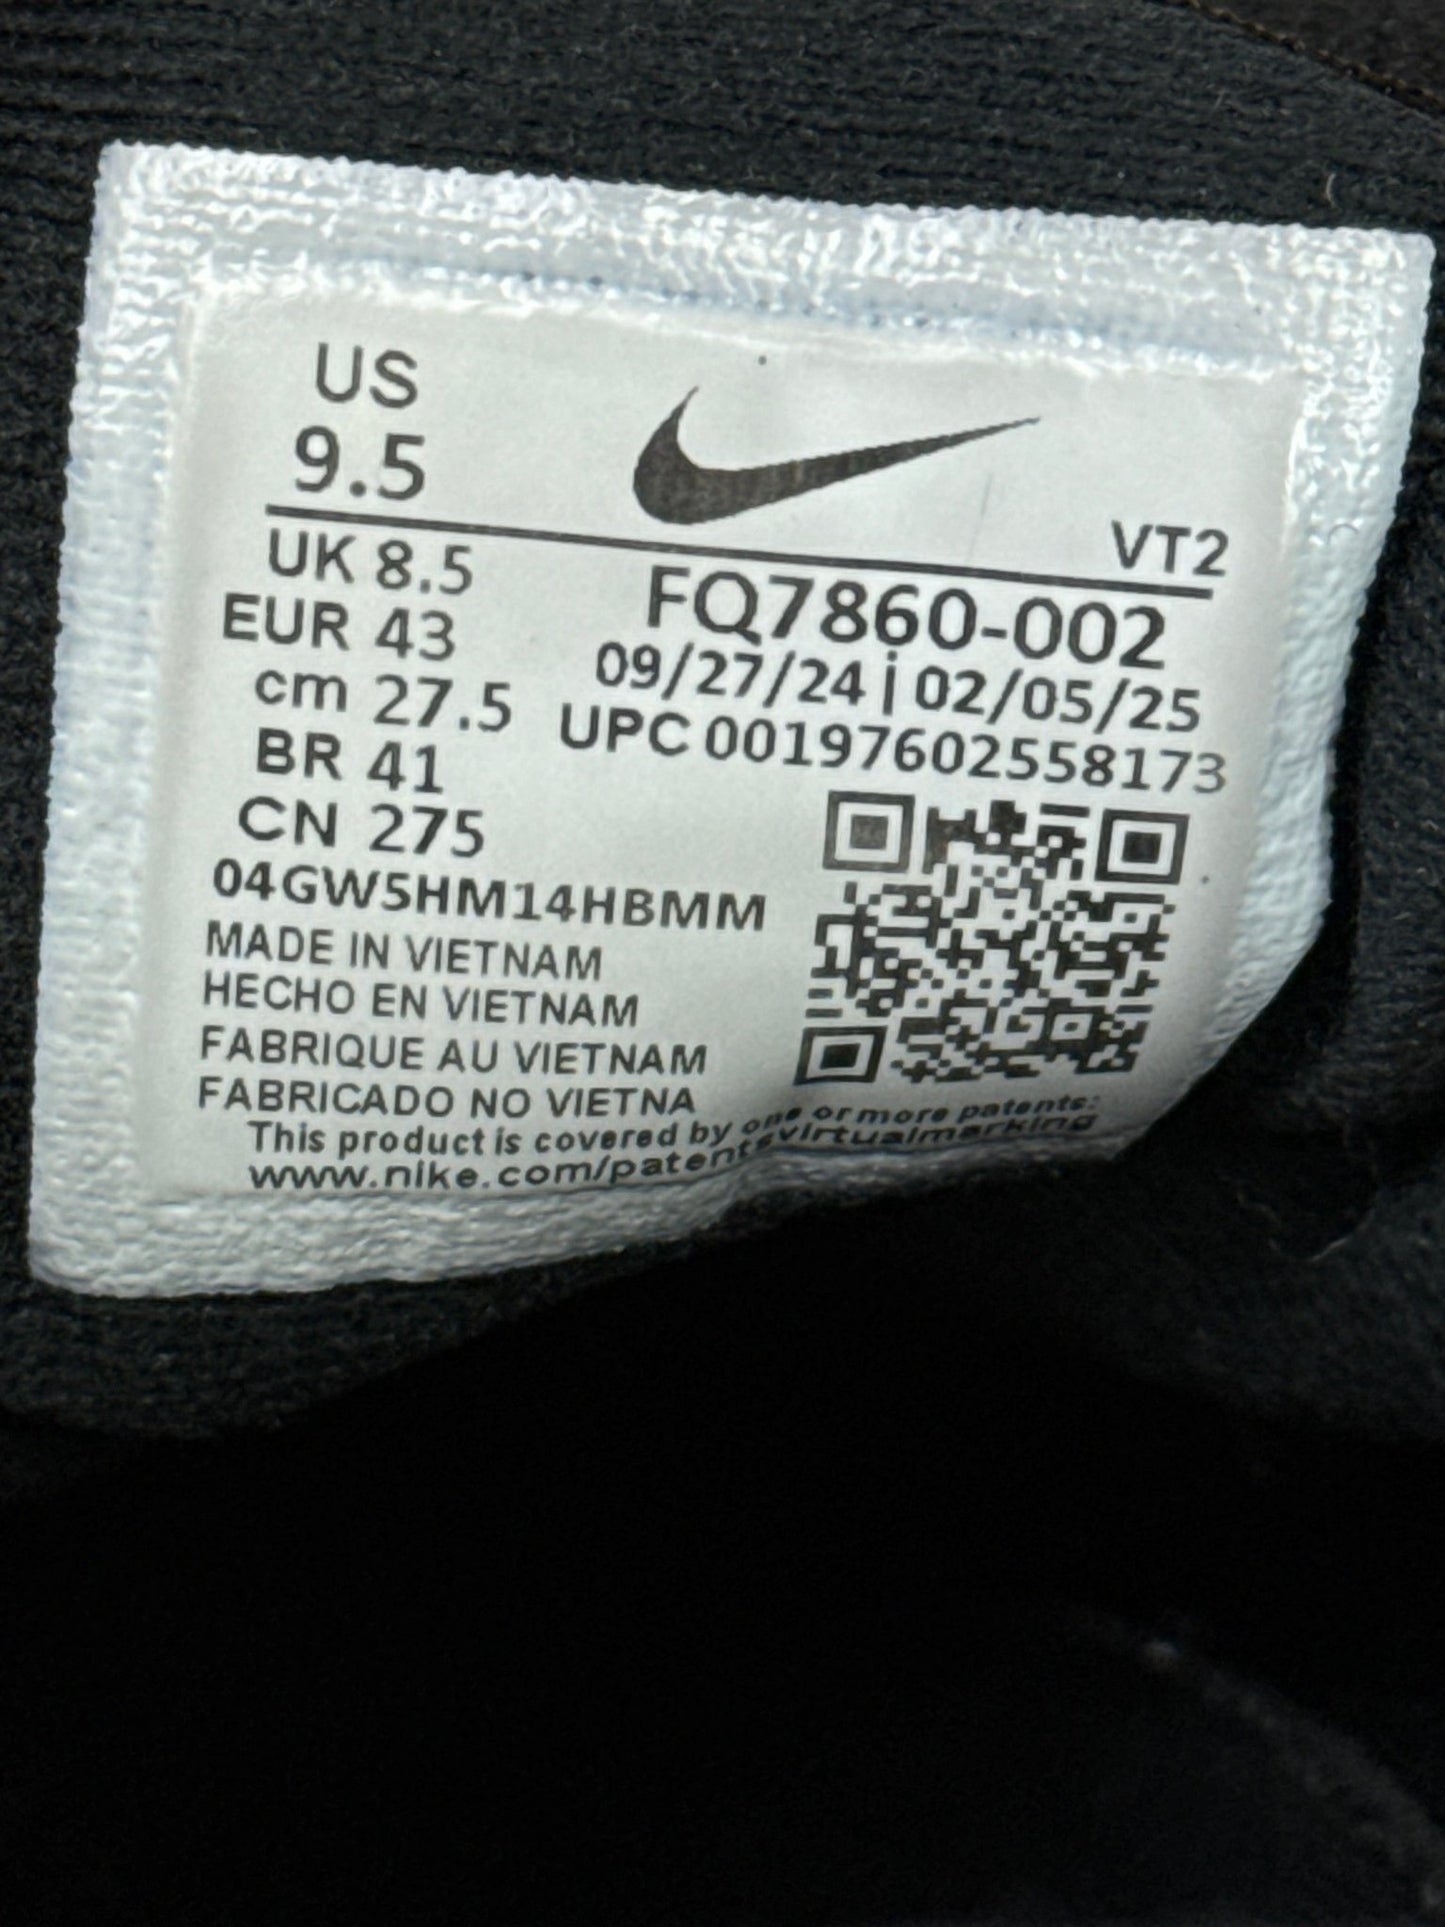 US
9.5
VT2
UK 8.5
EUR 43
cm 27.5
BR 41
CN 275
FQ7860-002
09/27/24 | 02/05/25
UPC 00197602558173
04GW5HM14HBMM
MADE IN VIETNAM
HECHO EN VIETNAM
FABRIQUE AU VIETNAM
FABRICADO NO VIETNA
This product is covered by one or more patents:
www.nike.com/patentsvirtualmarking